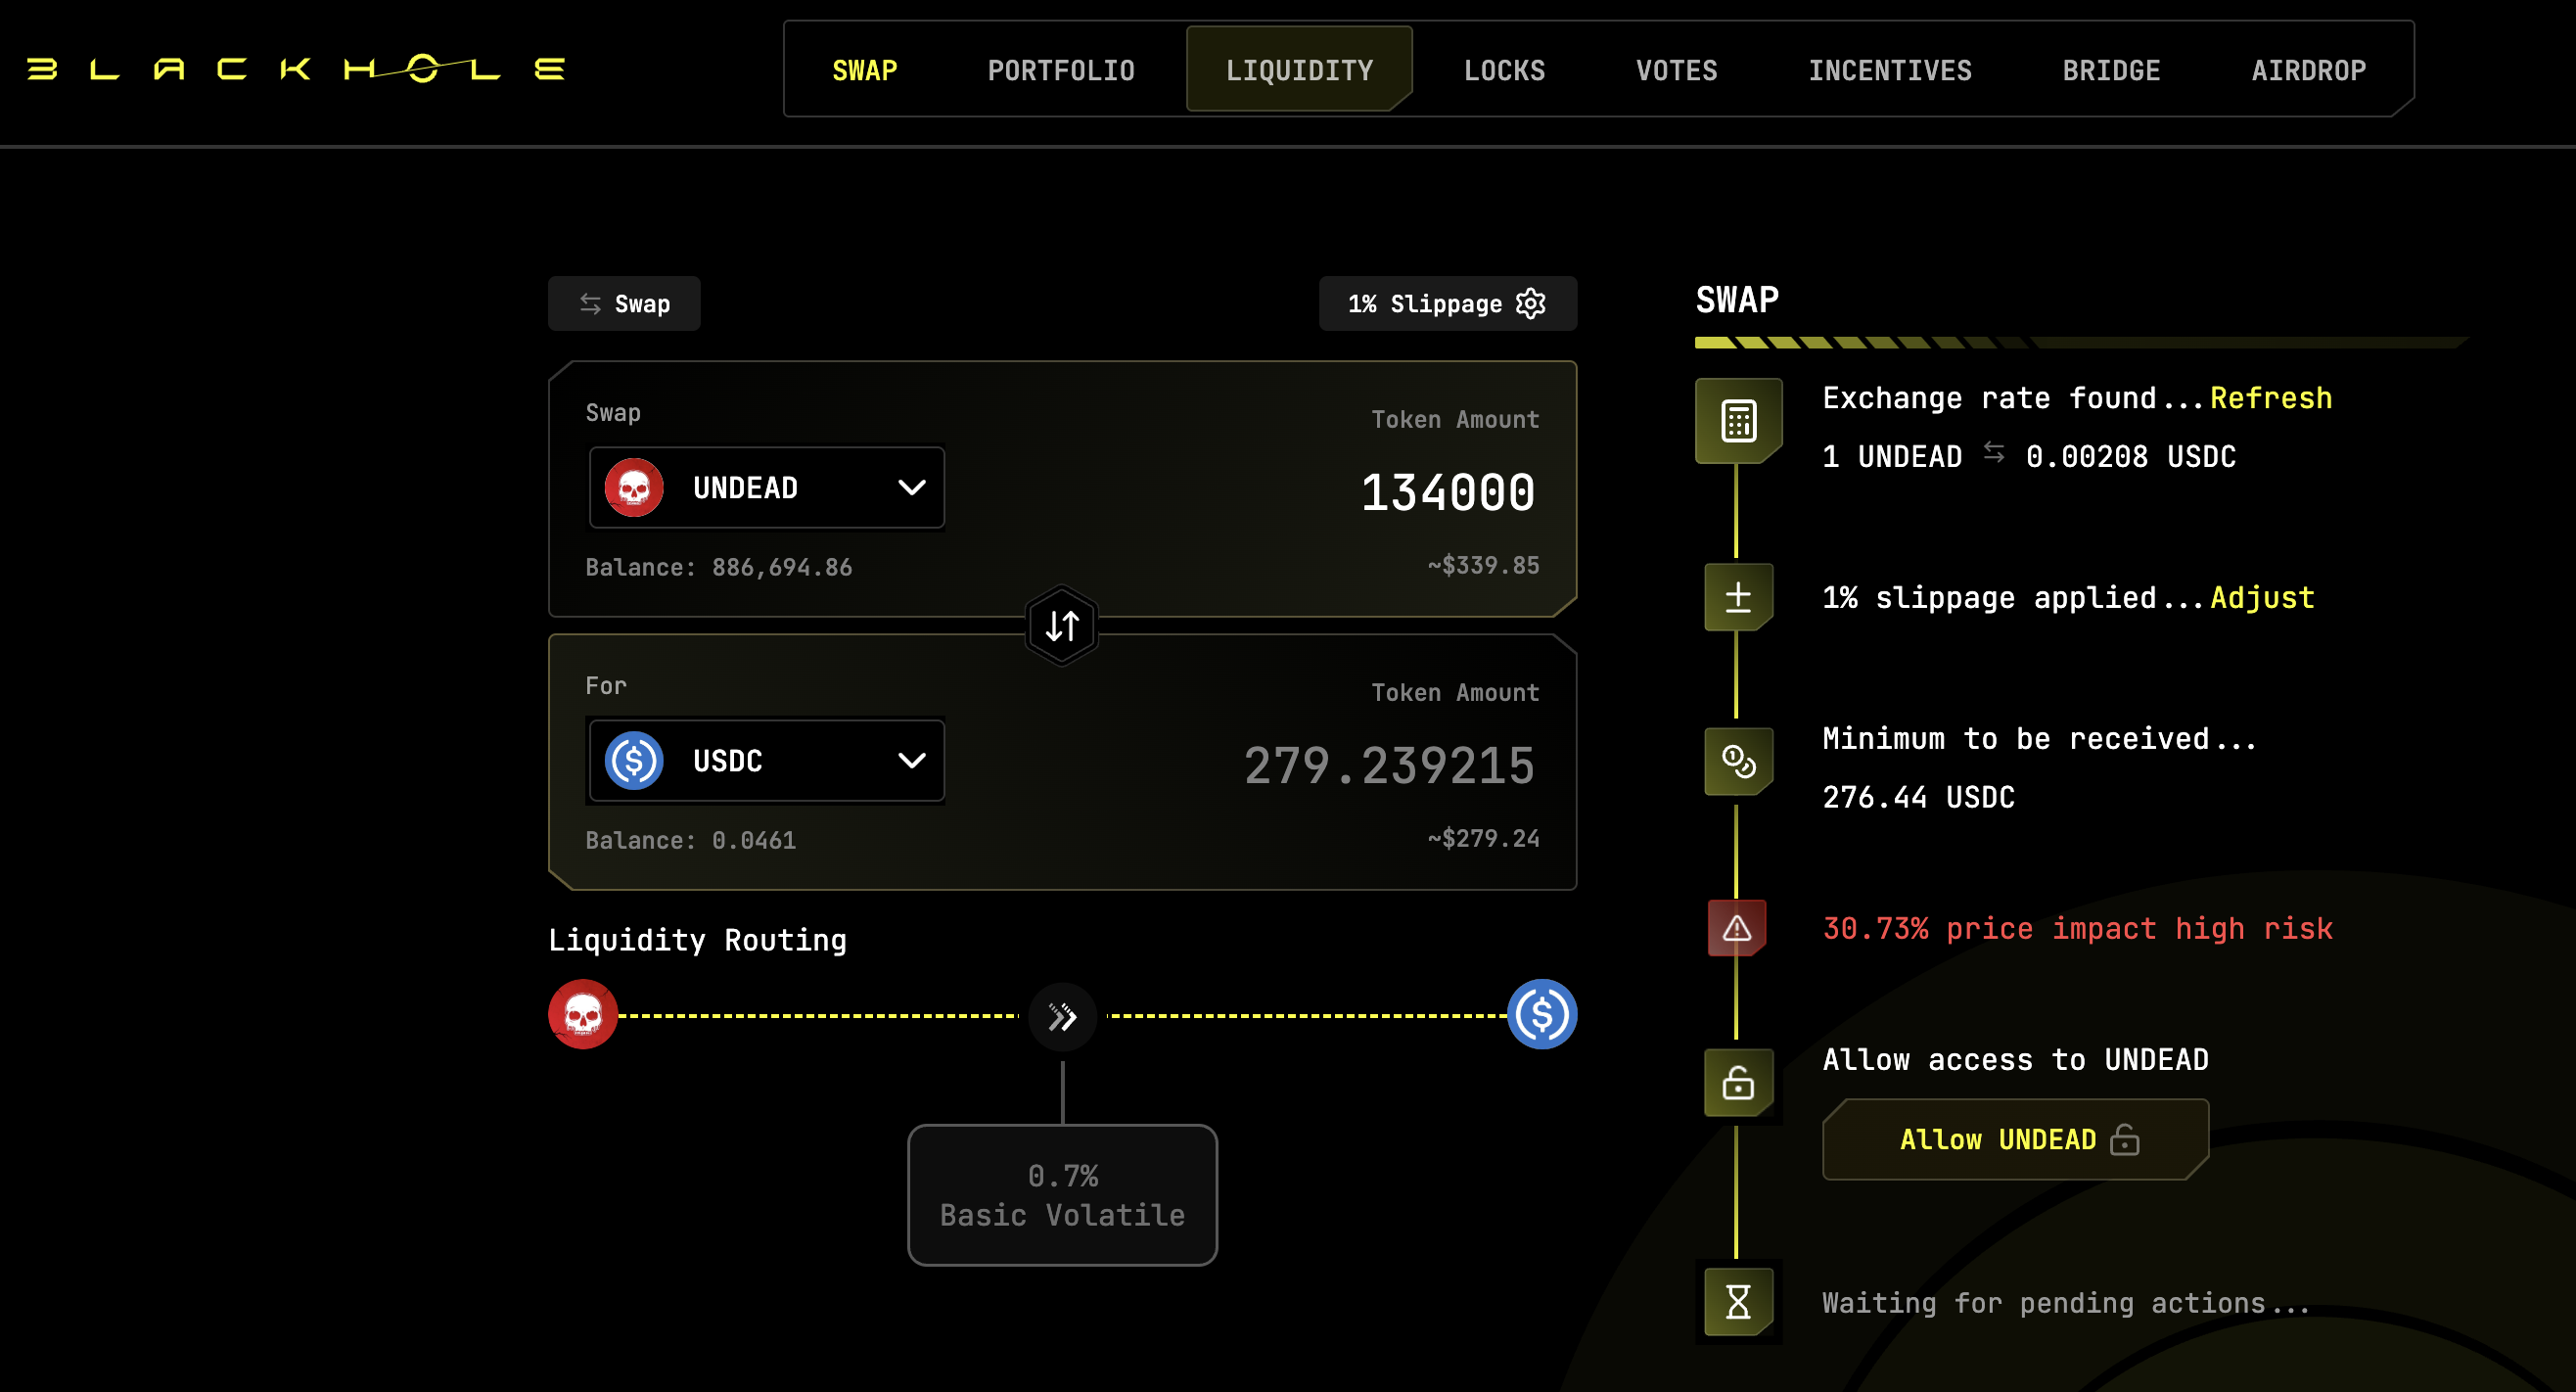 BLACKHOLE
SWAP PORTFOLIO LIQUIDITY LOCKS VOTES INCENTIVES BRIDGE AIRDROP
Swap
1% Slippage
Swap
Token Amount
UNDEAD
134000
Balance: 886,694.86
~$339.85
For
Token Amount
USDC
279.239215
Balance: 0.0461
~$279.24
Liquidity Routing
0.7%
Basic Volatile
SWAP
Exchange rate found...Refresh
1 UNDEAD 0.00208 USDC
1% slippage applied...Adjust
Minimum to be received...
276.44 USDC
30.73% price impact high risk
Allow access to UNDEAD
Allow UNDEAD
Waiting for pending actions...